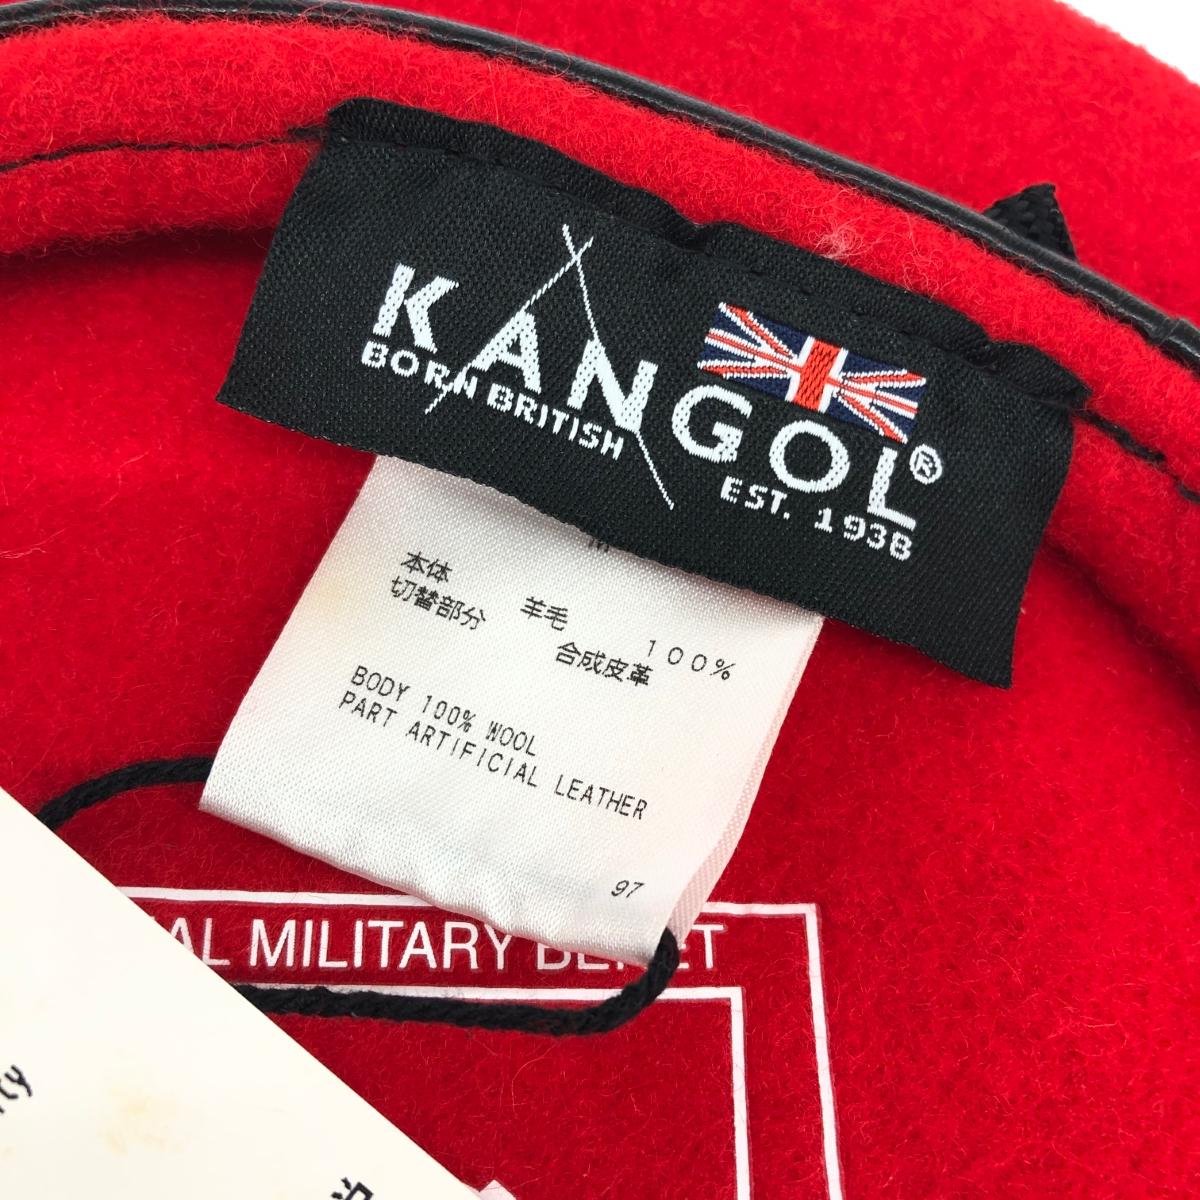 KANGOL®
BORN BRITISH
EST. 1938
本体 羊毛 100%
切替部分 合成皮革
BODY 100% WOOL
PART ARTIFICIAL LEATHER
97
AL MILITARY BERET